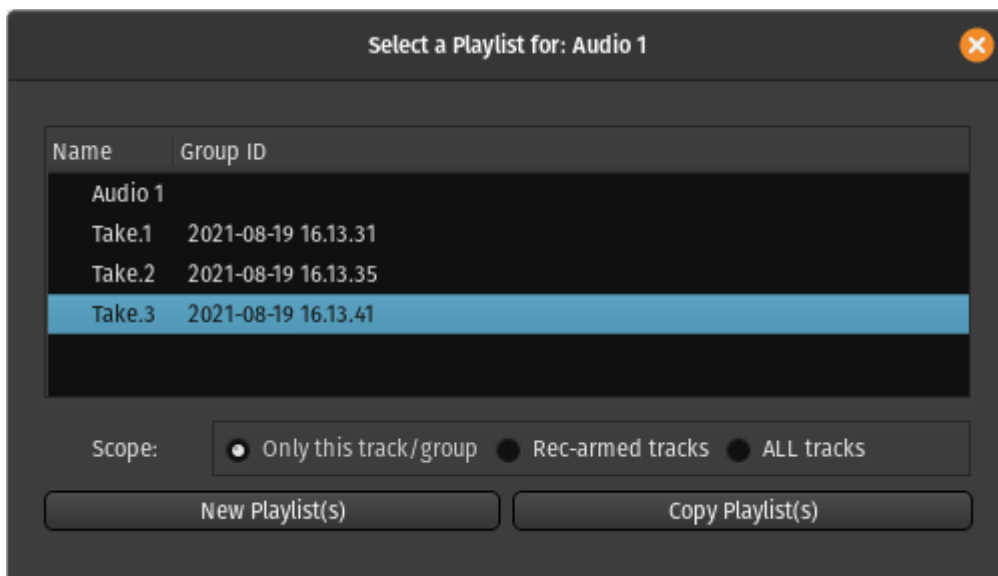 Select a Playlist for: Audio 1
Name Group ID
Audio 1
Take.1 2021-08-19 16.13.31
Take.2 2021-08-19 16.13.35
Take.3 2021-08-19 16.13.41
Scope: Only this track/group Rec-armed tracks ALL tracks
New Playlist(s) Copy Playlist(s)